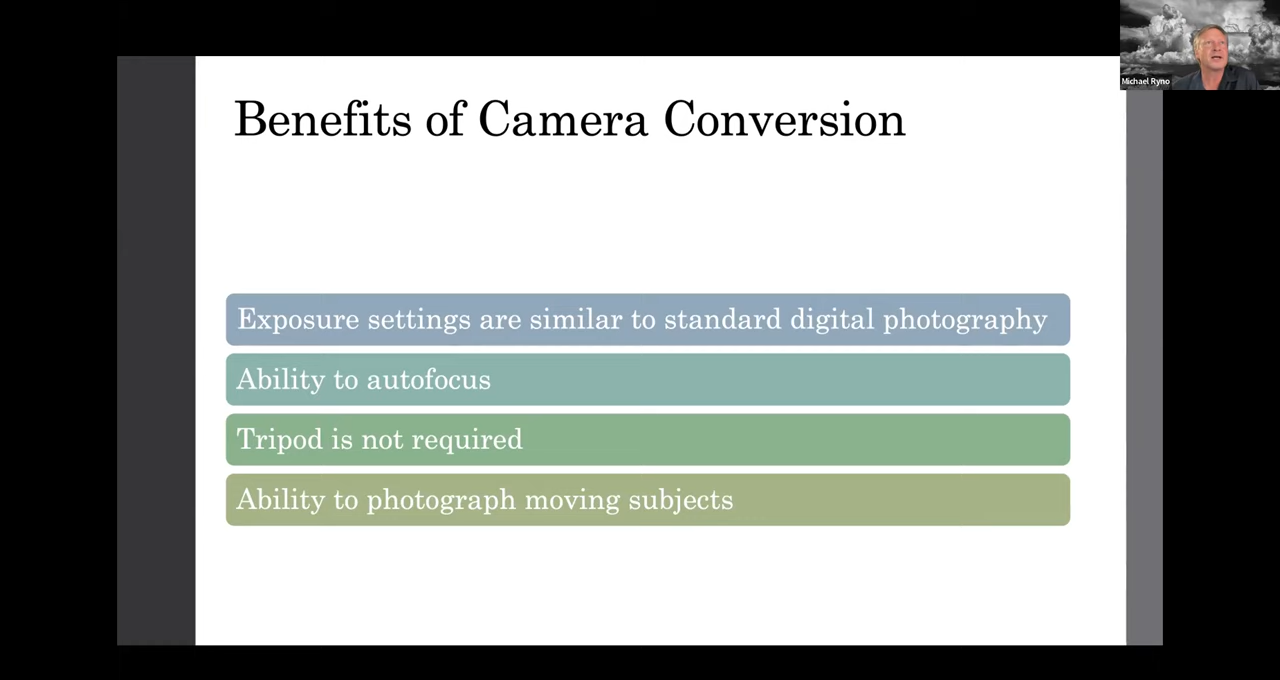 Michael Ryno
Benefits of Camera Conversion
Exposure settings are similar to standard digital photography
Ability to autofocus
Tripod is not required
Ability to photograph moving subjects